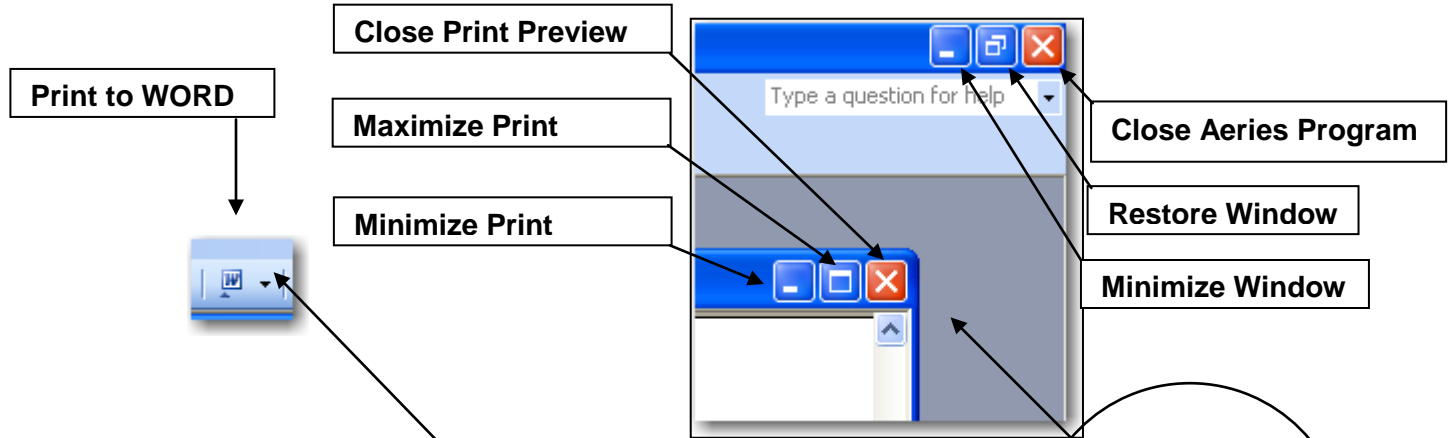 Close Print Preview
Print to WORD
Type a question for help
Maximize Print
Close Aeries Program
Minimize Print
Restore Window
Minimize Window
W